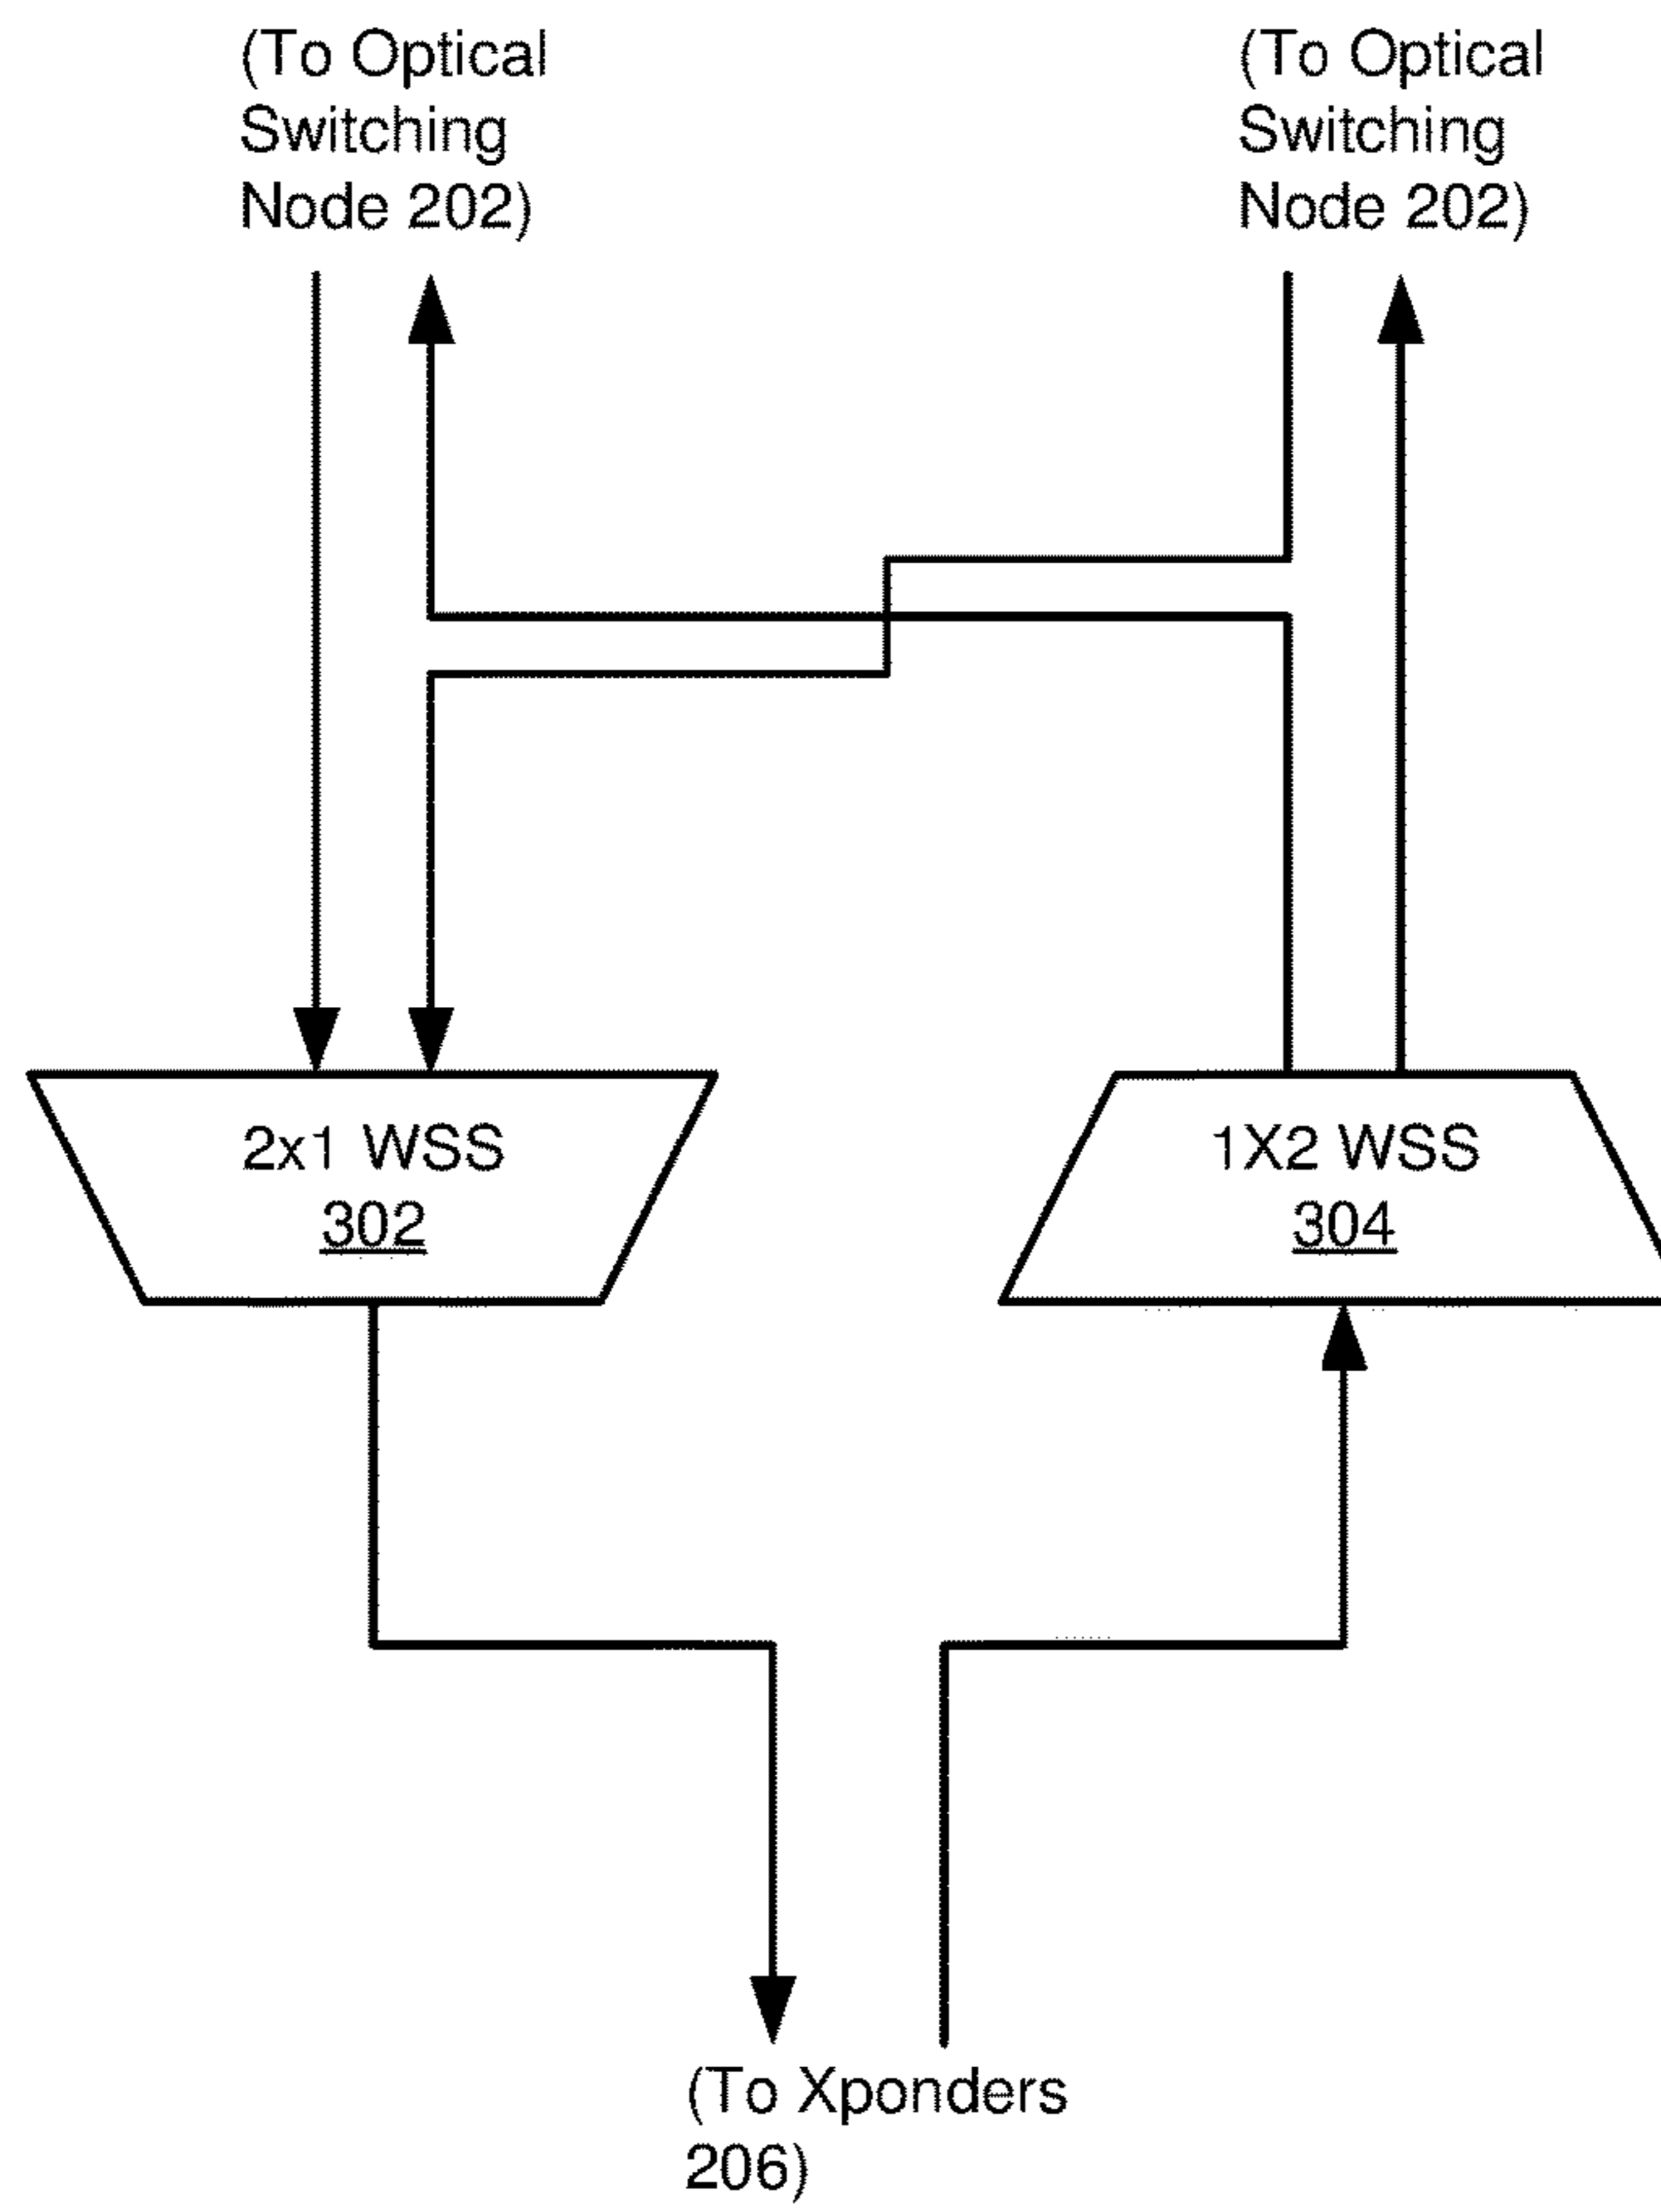 (To Optical
Switching
Node 202)
(To Optical
Switching
Node 202)
2x1 WSS
302
1X2 WSS
304
(To Xponders
206)